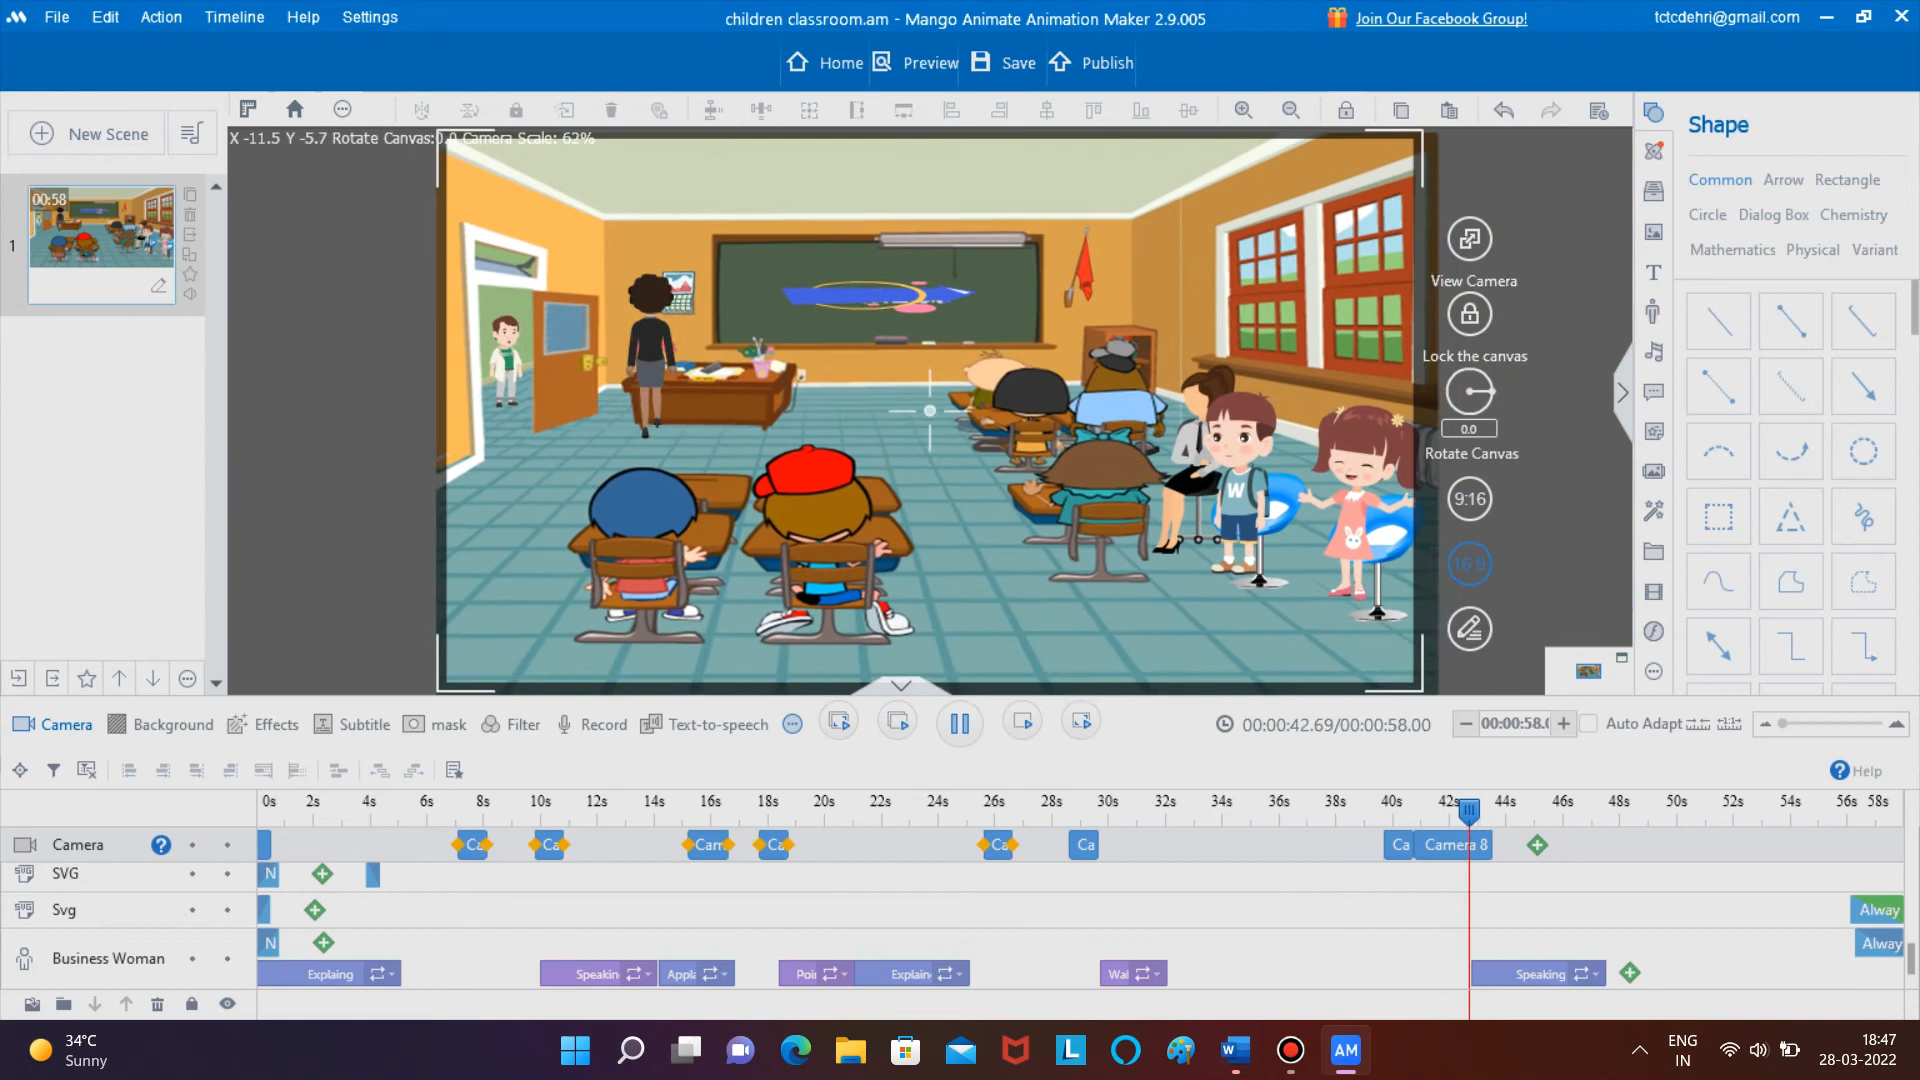 File Edit Action Timeline Help Settings
children classroom.am - Mango Animate Animation Maker 2.9.005
Join Our Facebook Group!
tctcdehri@gmail.com
Home Preview Save Publish
New Scene
X -11.5 Y -5.7 Rotate Canvas:0.0 Camera Scale: 62%
00:58
1
W
View Camera
Lock the canvas
0.0
Rotate Canvas
9:16
16:9
Shape
Common Arrow Rectangle
Circle Dialog Box Chemistry
Mathematics Physical Variant
T
Camera Background Effects Subtitle mask Filter Record Text-to-speech
00:00:42.69/00:00:58.00
00:00:58.0
Auto Adapt
Help
0s 2s 4s 6s 8s 10s 12s 14s 16s 18s 20s 22s 24s 26s 28s 30s 32s 34s 36s 38s 40s 42s 44s 46s 48s 50s 52s 54s 56s 58s
Camera Ca Ca Cam Ca Ca Ca Ca Camera 8
SVG N
Svg Alway
N Alway
Business Woman
Explaing Speakin Appla Poi Explain Wal Speaking
34°C
Sunny
AM
ENG
IN
18:47
28-03-2022